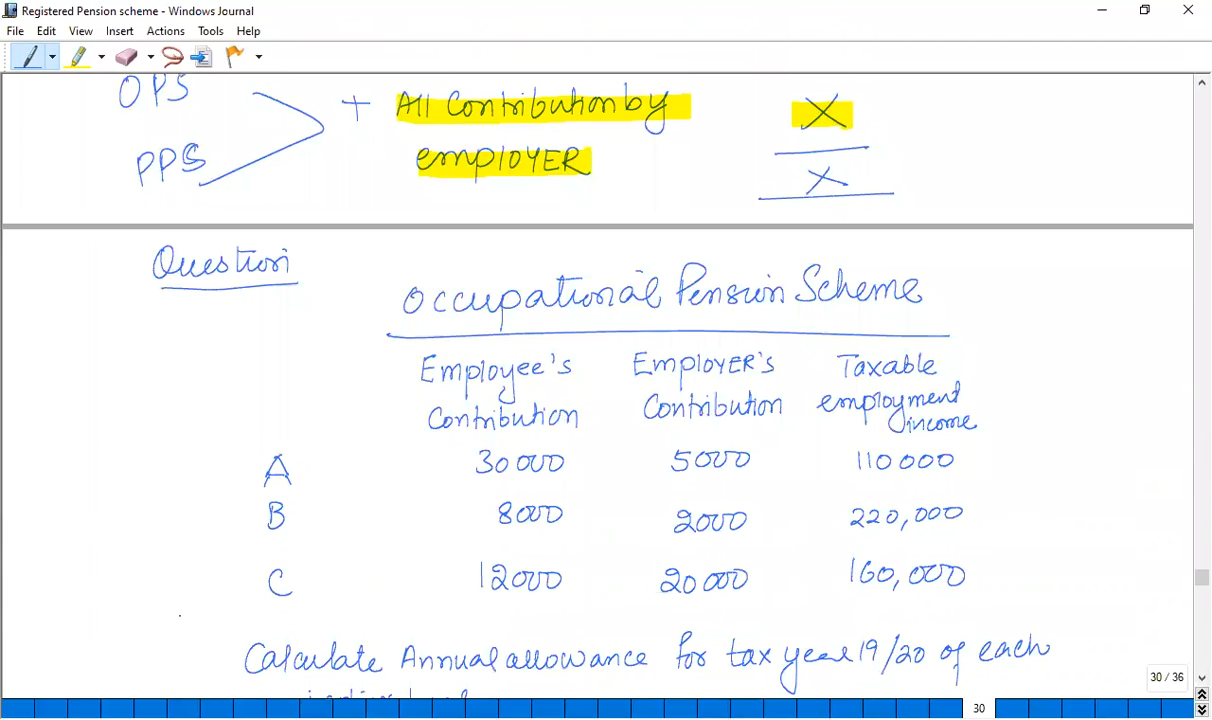 Registered Pension scheme - Windows Journal
File Edit View Insert Actions Tools Help
OPS
PPS
+ All Contribution by
employer
X
X
Question
Occupational Pension Scheme
Employee's Contribution Employer's Contribution Taxable employment income
A 30000 5000 110000
B 8000 2000 220,000
C 12000 20000 160,000
Calculate Annual allowance for tax year 19/20 of each
30 / 36
30